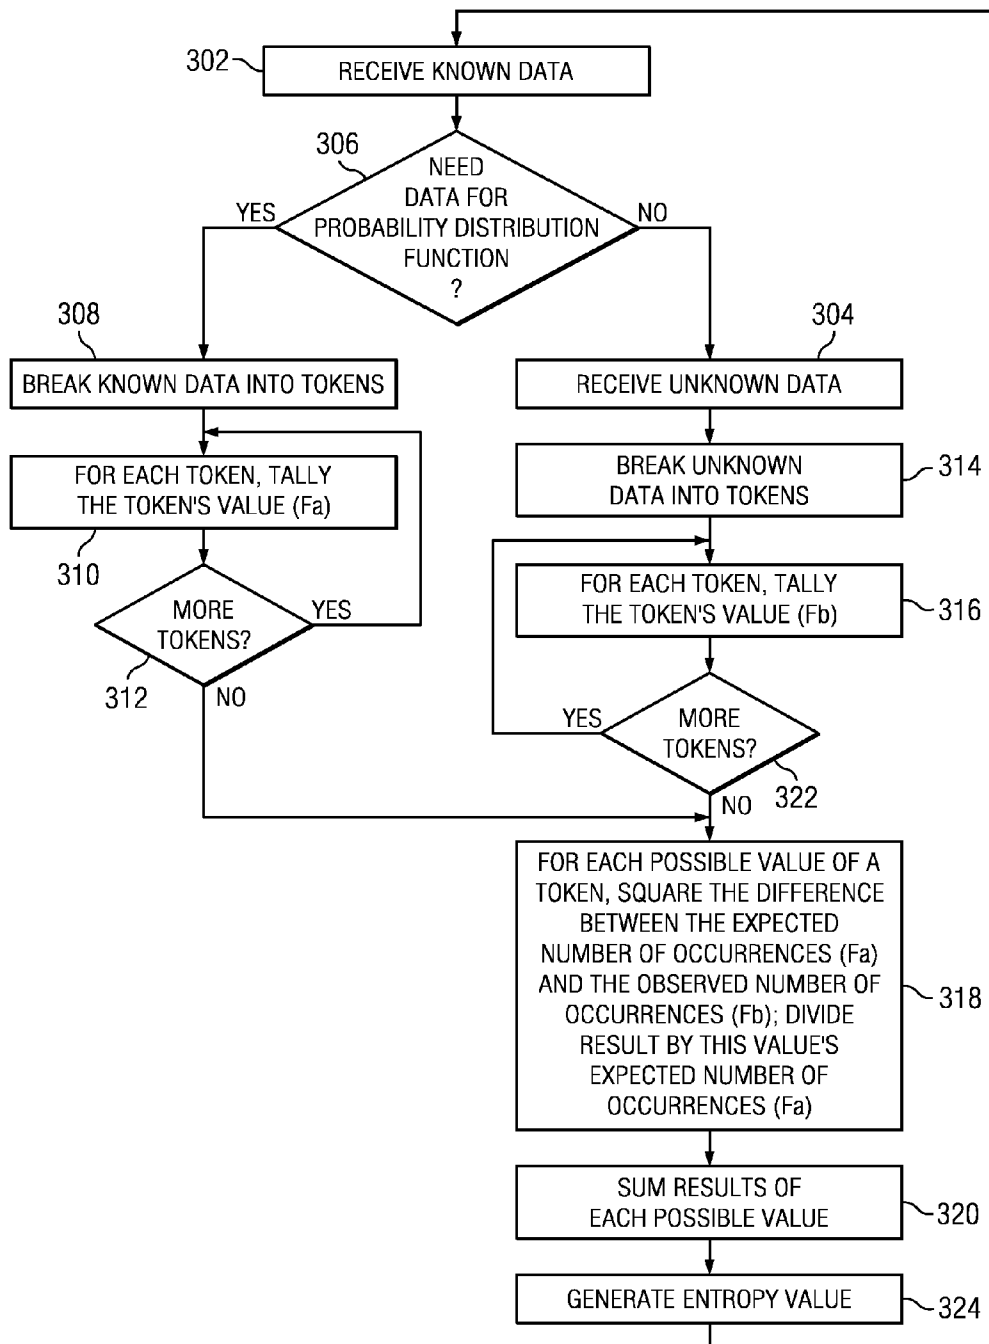 302
RECEIVE KNOWN DATA
306
NEED
DATA FOR
PROBABILITY DISTRIBUTION
FUNCTION
?
YES
NO
308
BREAK KNOWN DATA INTO TOKENS
304
RECEIVE UNKNOWN DATA
FOR EACH TOKEN, TALLY
THE TOKEN'S VALUE (Fa)
310
BREAK UNKNOWN
DATA INTO TOKENS
314
MORE
TOKENS?
YES
312
NO
FOR EACH TOKEN, TALLY
THE TOKEN'S VALUE (Fb)
316
YES
MORE
TOKENS?
322
NO
FOR EACH POSSIBLE VALUE OF A
TOKEN, SQUARE THE DIFFERENCE
BETWEEN THE EXPECTED
NUMBER OF OCCURRENCES (Fa)
AND THE OBSERVED NUMBER OF
OCCURRENCES (Fb); DIVIDE
RESULT BY THIS VALUE'S
EXPECTED NUMBER OF
OCCURRENCES (Fa)
318
SUM RESULTS OF
EACH POSSIBLE VALUE
320
GENERATE ENTROPY VALUE
324